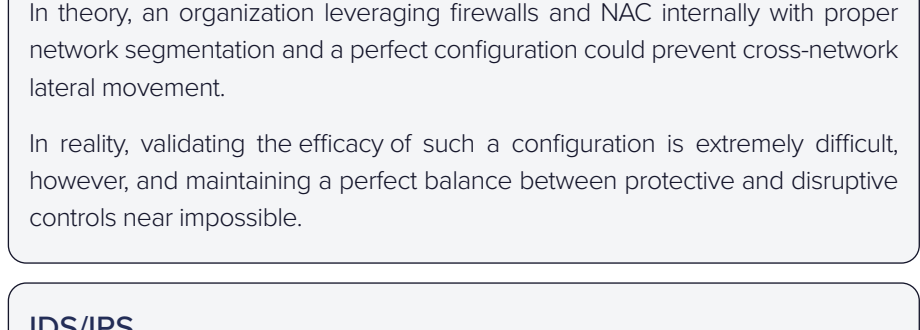 In theory, an organization leveraging firewalls and NAC internally with proper
network segmentation and a perfect configuration could prevent cross-network
lateral movement.
In reality, validating the efficacy of such a configuration is extremely difficult,
however, and maintaining a perfect balance between protective and disruptive
controls near impossible.
IDS/IPS